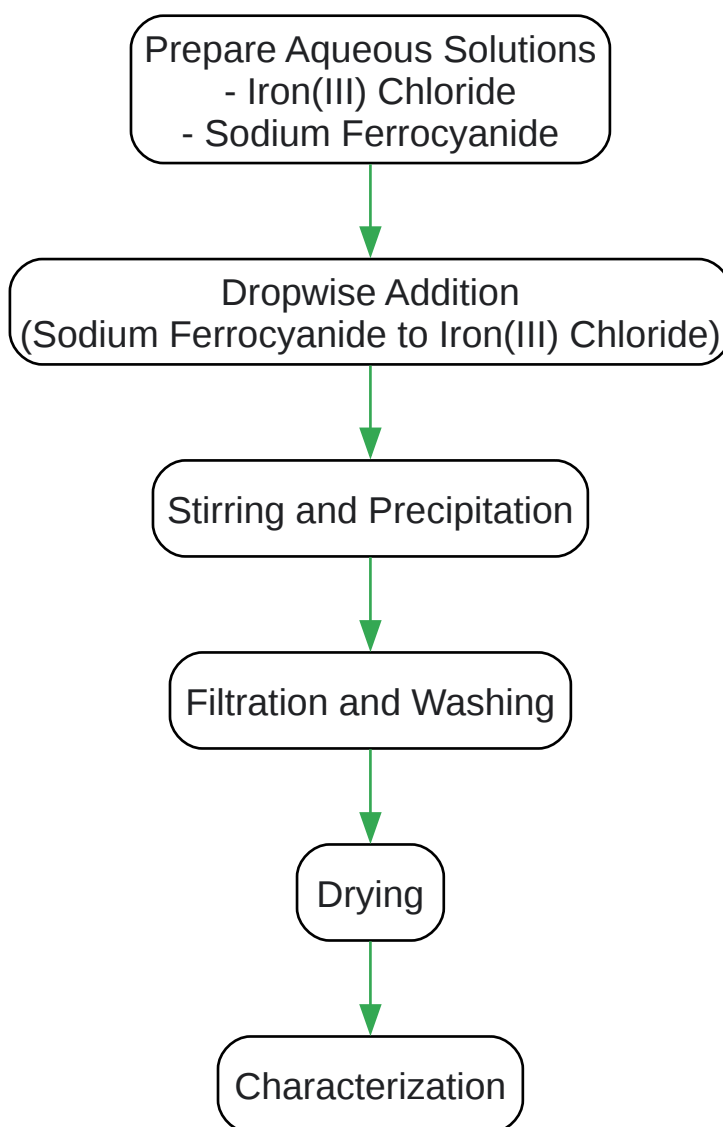 Prepare Aqueous Solutions
- Iron(III) Chloride
- Sodium Ferrocyanide
Dropwise Addition
(Sodium Ferrocyanide to Iron(III) Chloride)
Stirring and Precipitation
Filtration and Washing
Drying
Characterization